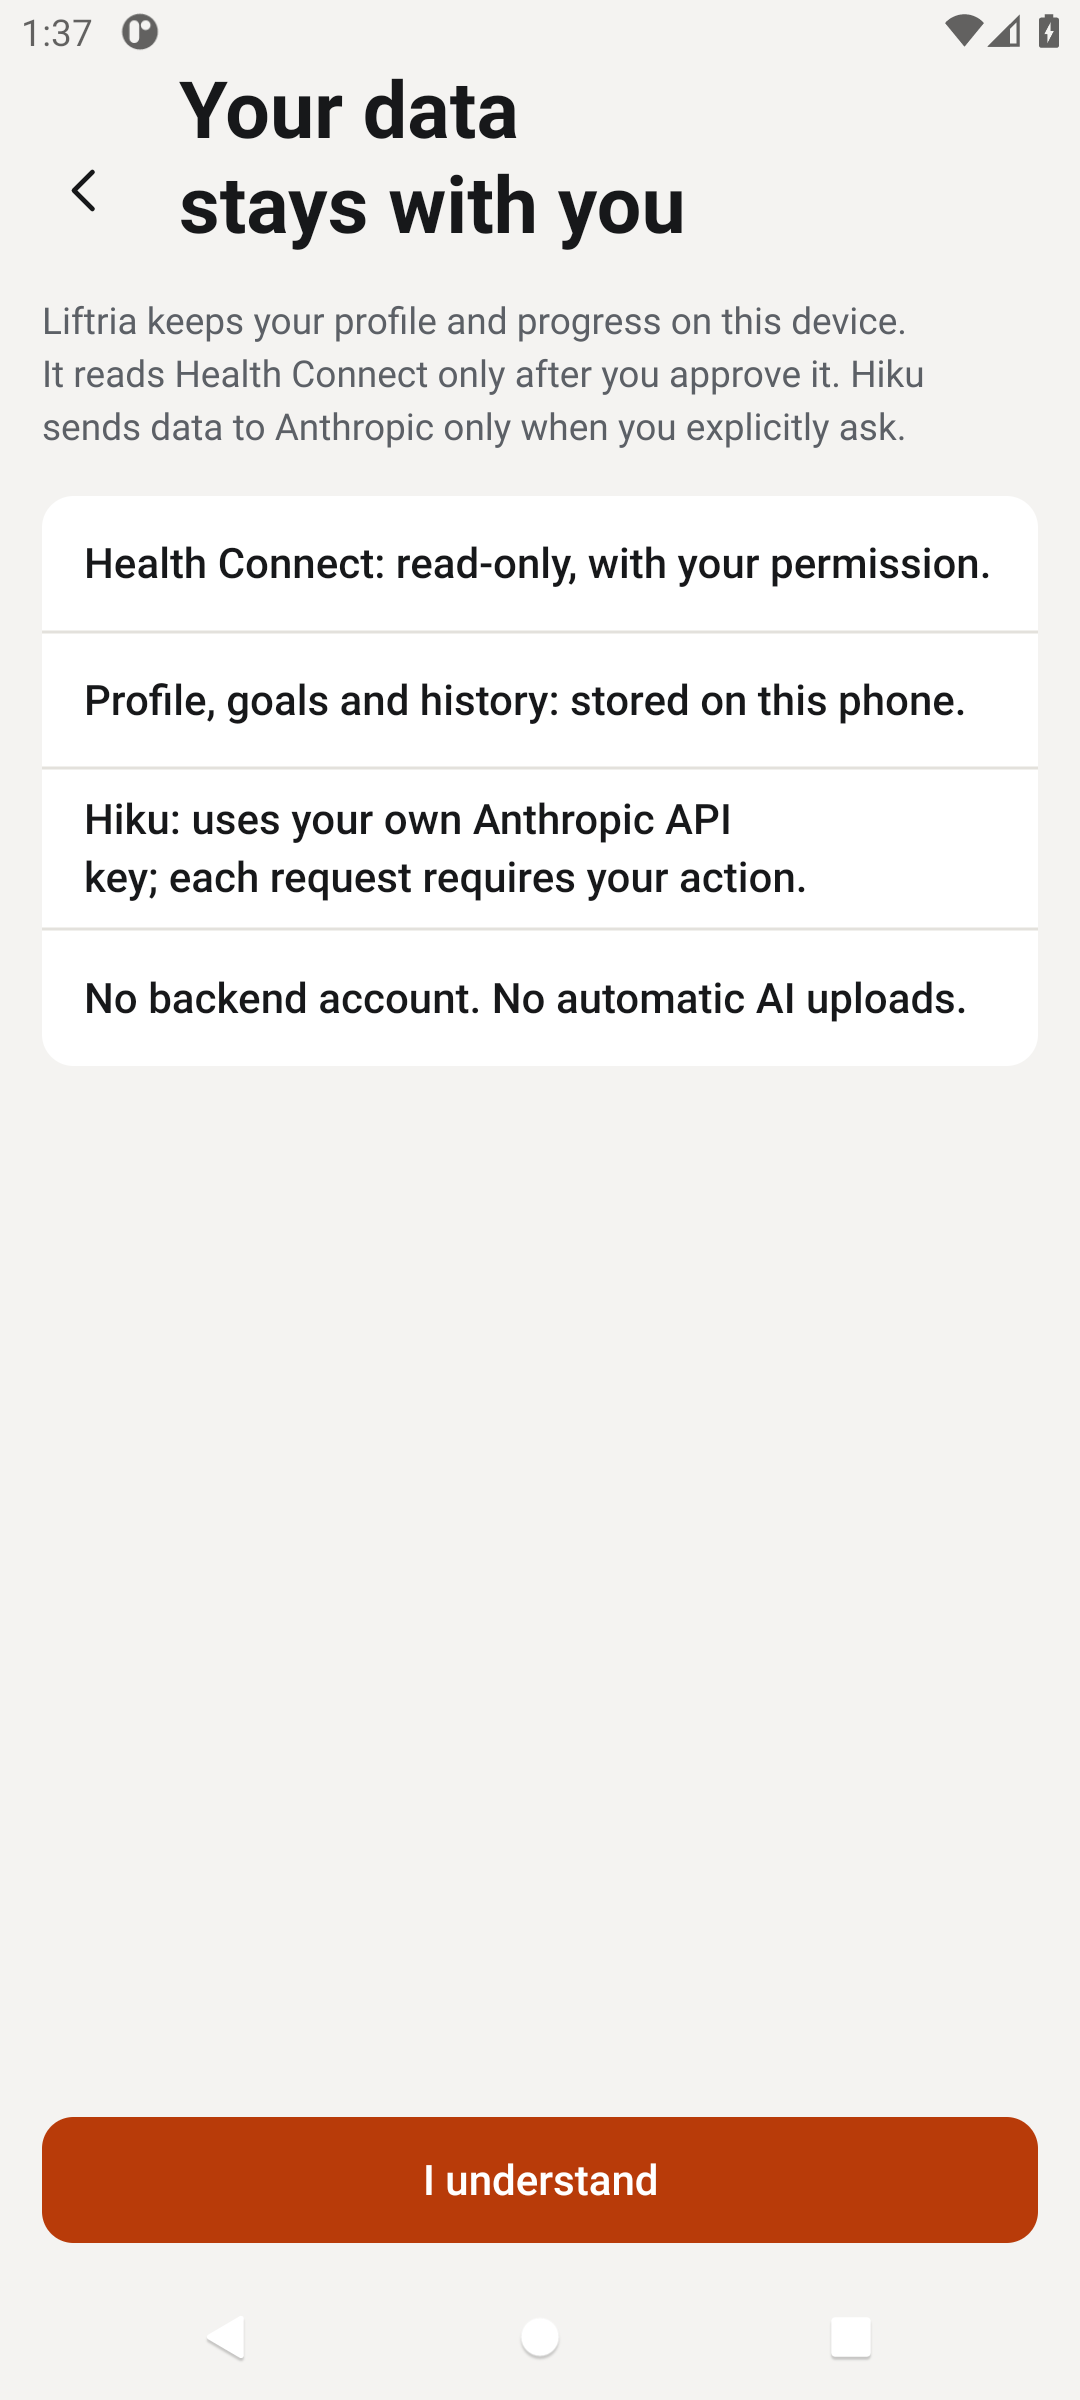 1:37
Your data
stays with you
Liftria keeps your profile and progress on this device.
It reads Health Connect only after you approve it. Hiku
sends data to Anthropic only when you explicitly ask.
Health Connect: read-only, with your permission.
Profile, goals and history: stored on this phone.
Hiku: uses your own Anthropic API
key; each request requires your action.
No backend account. No automatic AI uploads.
I understand